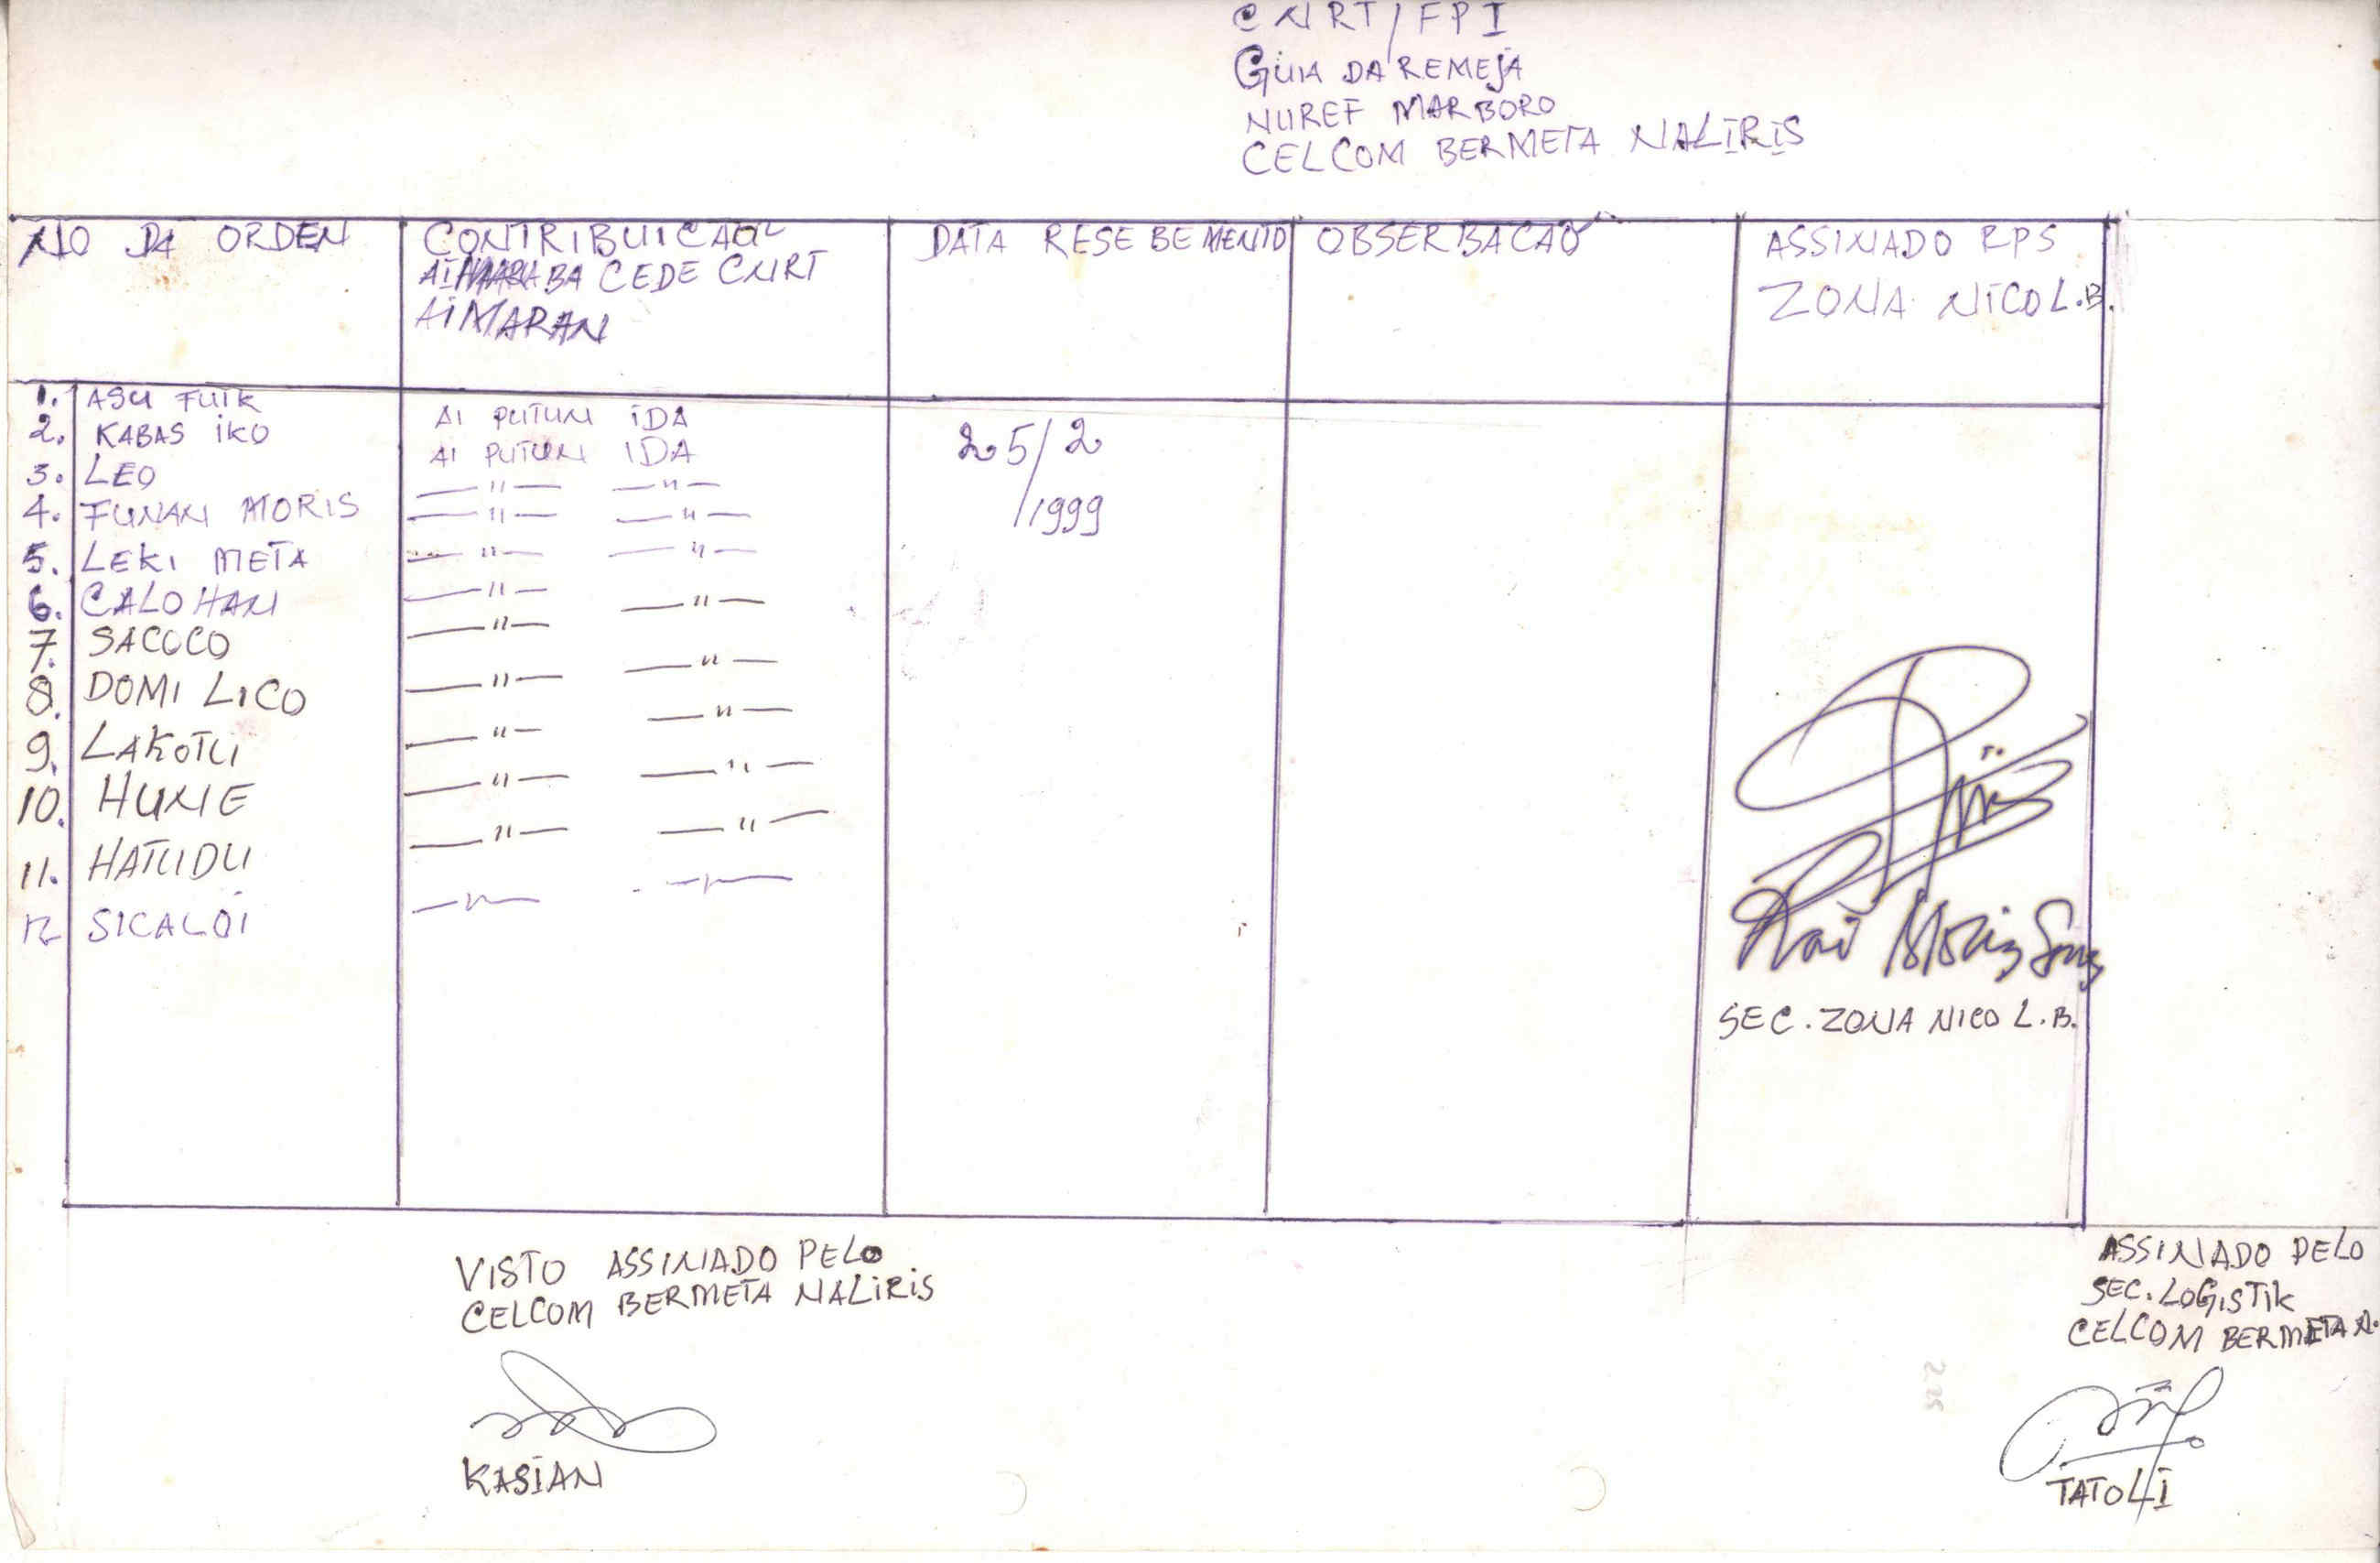 CNRT/FPI
GUIA DA REMEJA
NUREF MARBORO
CELCOM BERMETA NALIRIS
NO DA ORDEN
CONTRIBUICAO
BA CEDE CNRT
AIMARAN
DATA RESEBEMENTO
OBSERBACAO
ASSINADO RPS
ZONA NICO L.B.
1. ASU FUIK AI PUTUN IDA
2. KABAS IKO AI PUTUN IDA 25/2
3. LEO —"— —"—
4. FUNAN MORIS —"— —"— /1999
5. LEKI META —"— —"—
6. CALOHAN —"— —"—
7. SACOCO —"— —"—
8. DOMI LICO —"— —"—
9. LAKOTU —"— —"—
10. HUNE —"— —"—
11. HATUDU —"— —"—
12 SICALOI —"— —"—
SEC. ZONA NICO L.B.
VISTO ASSINADO PELO
CELCOM BERMETA NALIRIS
KASIAN
ASSINADO PELO
SEC. LOGISTIK
CELCOM BERMETA N.
TATOLI